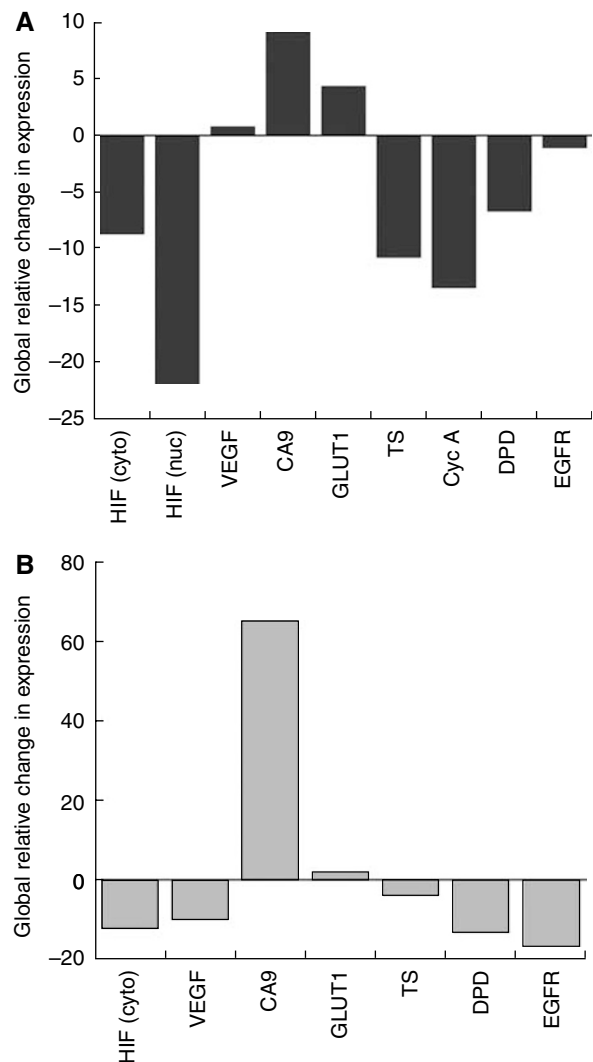 A
Global relative change in expression
10
5
0
–5
–10
–15
–20
–25
HIF (cyto)
HIF (nuc)
VEGF
CA9
GLUT1
TS
Cyc A
DPD
EGFR
B
Global relative change in expression
80
60
40
20
0
–20
HIF (cyto)
VEGF
CA9
GLUT1
TS
DPD
EGFR